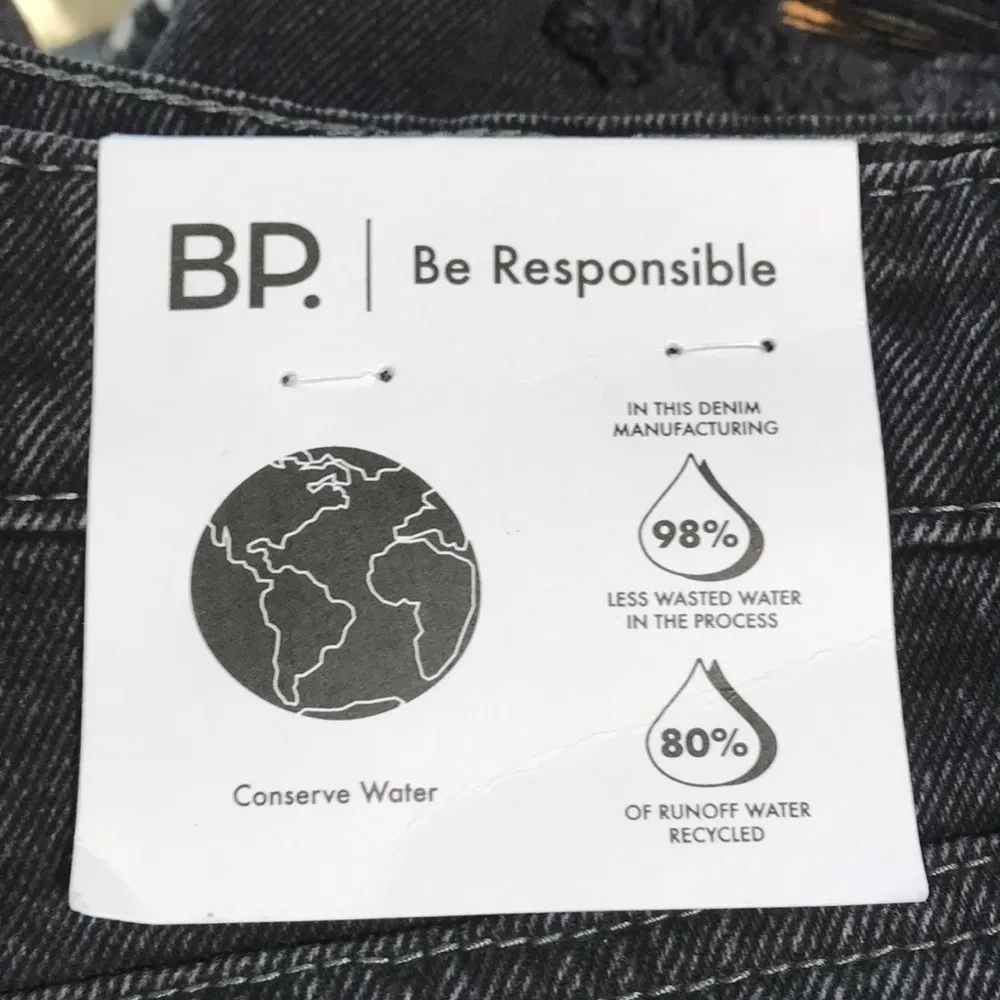 BP. | Be Responsible
IN THIS DENIM
MANUFACTURING
98%
LESS WASTED WATER
IN THE PROCESS
80%
OF RUNOFF WATER
RECYCLED
Conserve Water